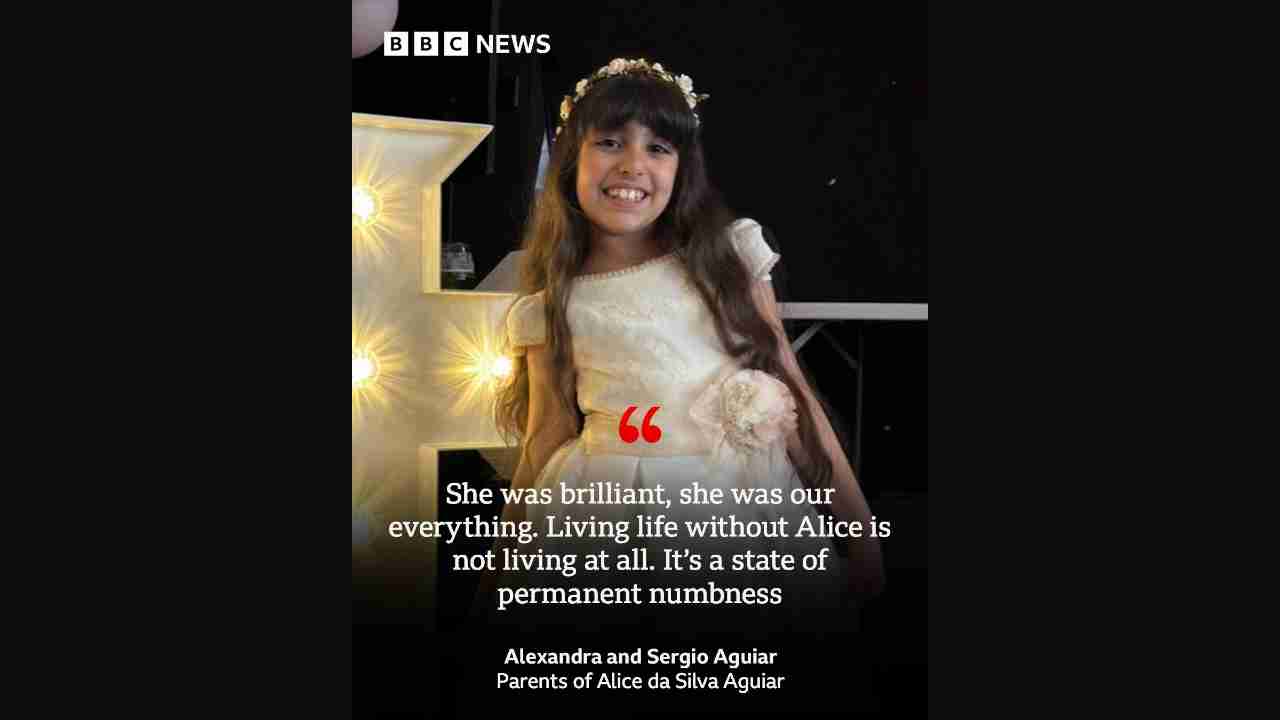 BBC NEWS
“
She was brilliant, she was our
everything. Living life without Alice is
not living at all. It’s a state of
permanent numbness
Alexandra and Sergio Aguiar
Parents of Alice da Silva Aguiar